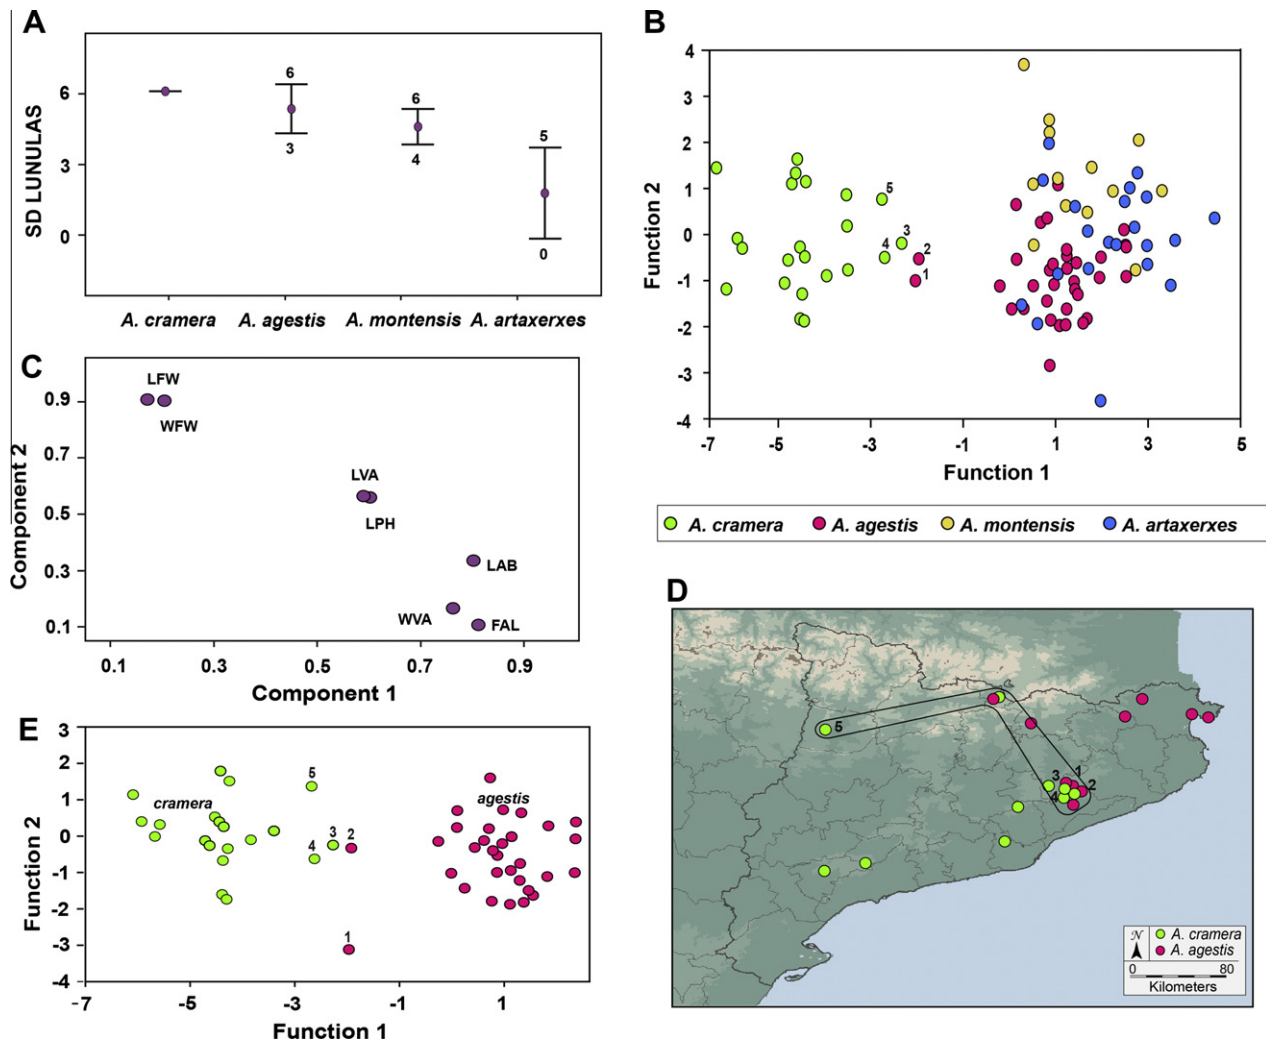 A
SD LUNULAS
6
3
0
6
3
6
4
5
0
A. cramera A. agestis A. montensis A. artaxerxes
B
Function 2
4
3
2
1
0
-1
-2
-3
-4
5
3
4
2
1
-7 -5 -3 -1 1 3 5
Function 1
A. cramera A. agestis A. montensis A. artaxerxes
C
Component 2
0.9
0.7
0.5
0.3
0.1
LFW
WFW
LVA
LPH
LAB
WVA
FAL
0.1 0.3 0.5 0.7 0.9
Component 1
D
5
3
1
2
4
N
A. cramera
A. agestis
0 80
Kilometers
E
Function 2
3
2
1
0
-1
-2
-3
-4
cramera
agestis
5
4
3
2
1
-7 -5 -3 -1 1
Function 1